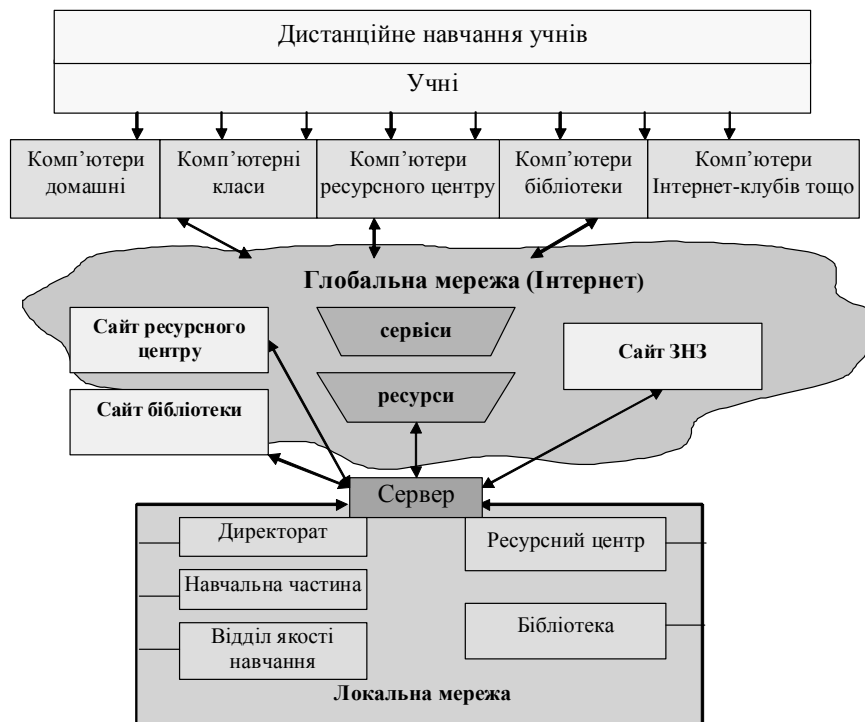 Дистанційне навчання учнів
Учні
Комп’ютери
домашні
Комп’ютерні
класи
Комп’ютери
ресурсного центру
Комп’ютери
бібліотеки
Комп’ютери
Інтернет-клубів тощо
Глобальна мережа (Інтернет)
Сайт ресурсного
центру
сервіси
Сайт ЗНЗ
ресурси
Сайт бібліотеки
Сервер
Директорат
Ресурсний центр
Навчальна частина
Бібліотека
Відділ якості
навчання
Локальна мережа